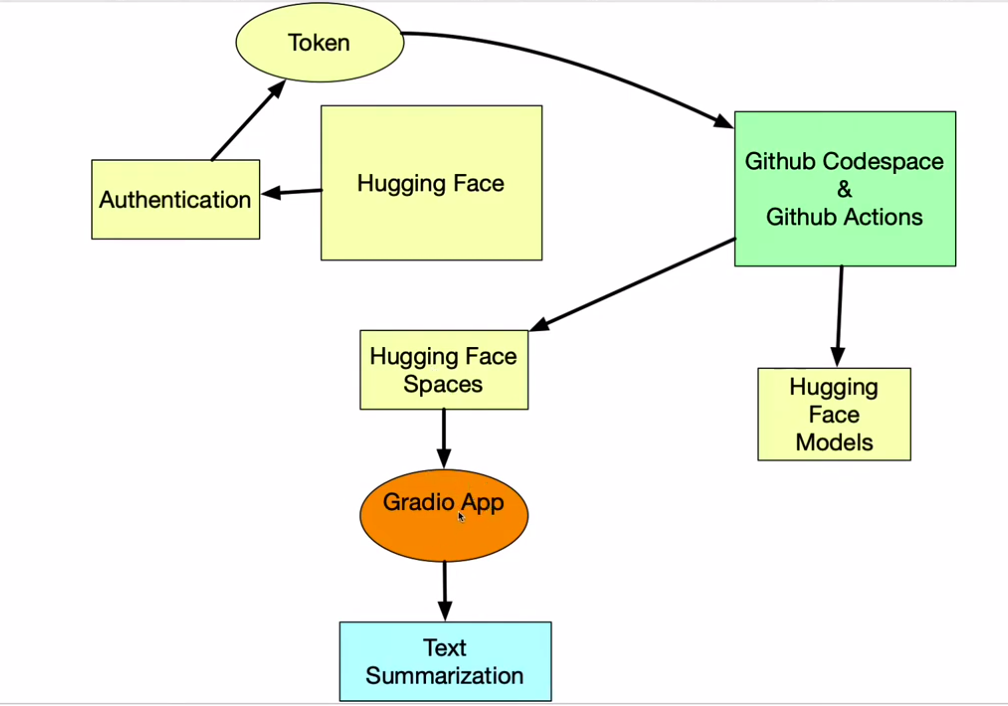 Token
Hugging Face
Authentication
Github Codespace
&
Github Actions
Hugging Face
Spaces
Hugging
Face
Models
Gradio App
Text
Summarization